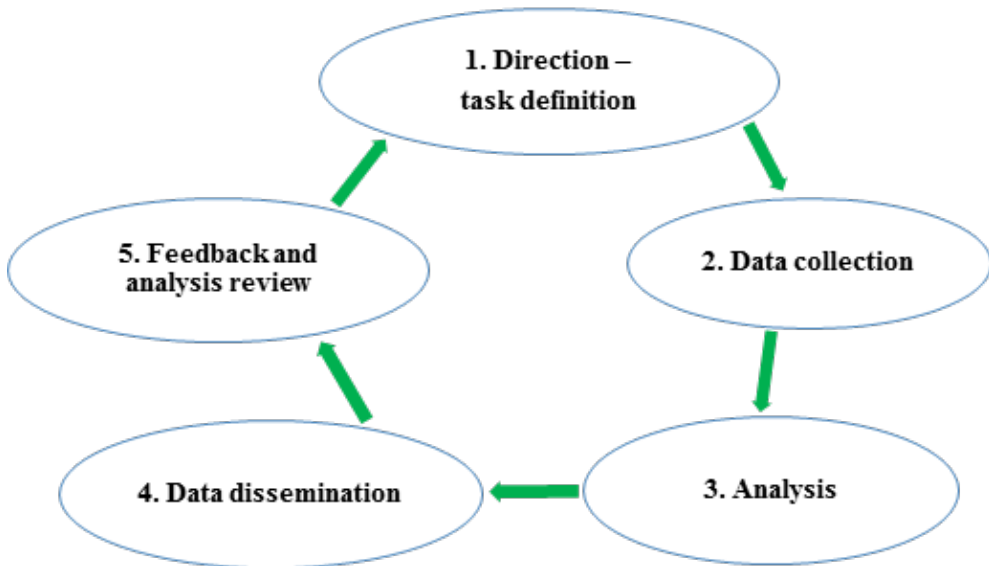 1. Direction –
task definition
2. Data collection
3. Analysis
4. Data dissemination
5. Feedback and
analysis review